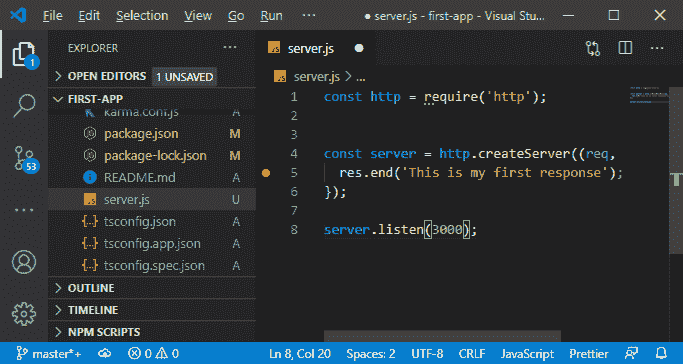 File Edit Selection View Go Run ··· ● server.js - first-app - Visual Stu...
EXPLORER
1
OPEN EDITORS 1 UNSAVED
FIRST-APP
karma.conf.js A
package.json M
package-lock.json M
README.md A
server.js U
tsconfig.json A
tsconfig.app.json A
tsconfig.spec.json A
OUTLINE
TIMELINE
NPM SCRIPTS
53
server.js ●
server.js > ...
1 const http = require('http');
2
3
4 const server = http.createServer((req,
5 res.end('This is my first response');
6 });
7
8 server.listen(3000);
master*+ 0 0 Ln 8, Col 20 Spaces: 2 UTF-8 CRLF JavaScript Prettier